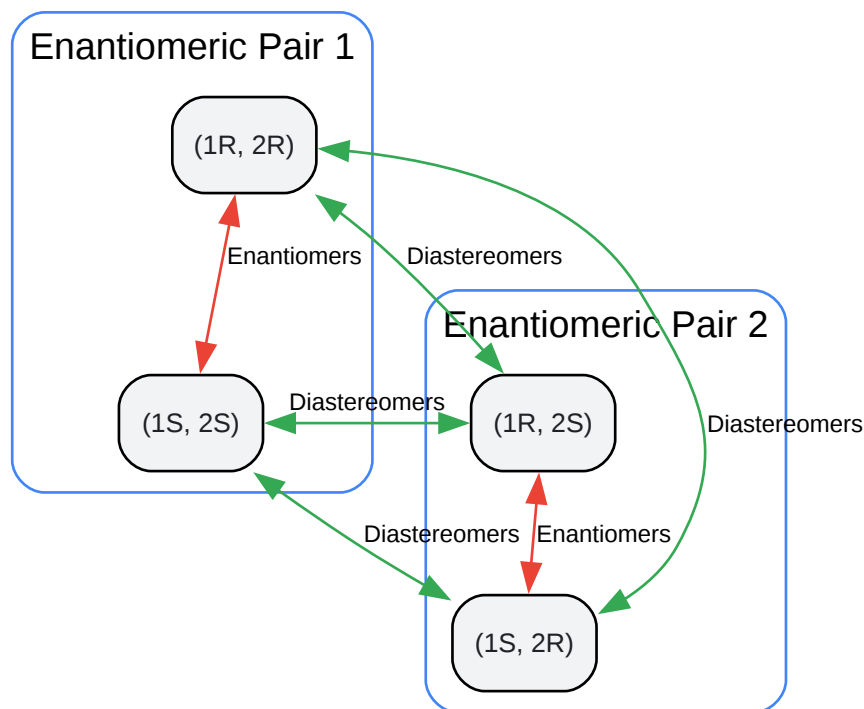 Enantiomeric Pair 1
(1R, 2R)
Enantiomers
Diastereomers
Enantiomeric Pair 2
Diastereomers
(1S, 2S)
(1R, 2S)
Diastereomers
Diastereomers
Enantiomers
(1S, 2R)